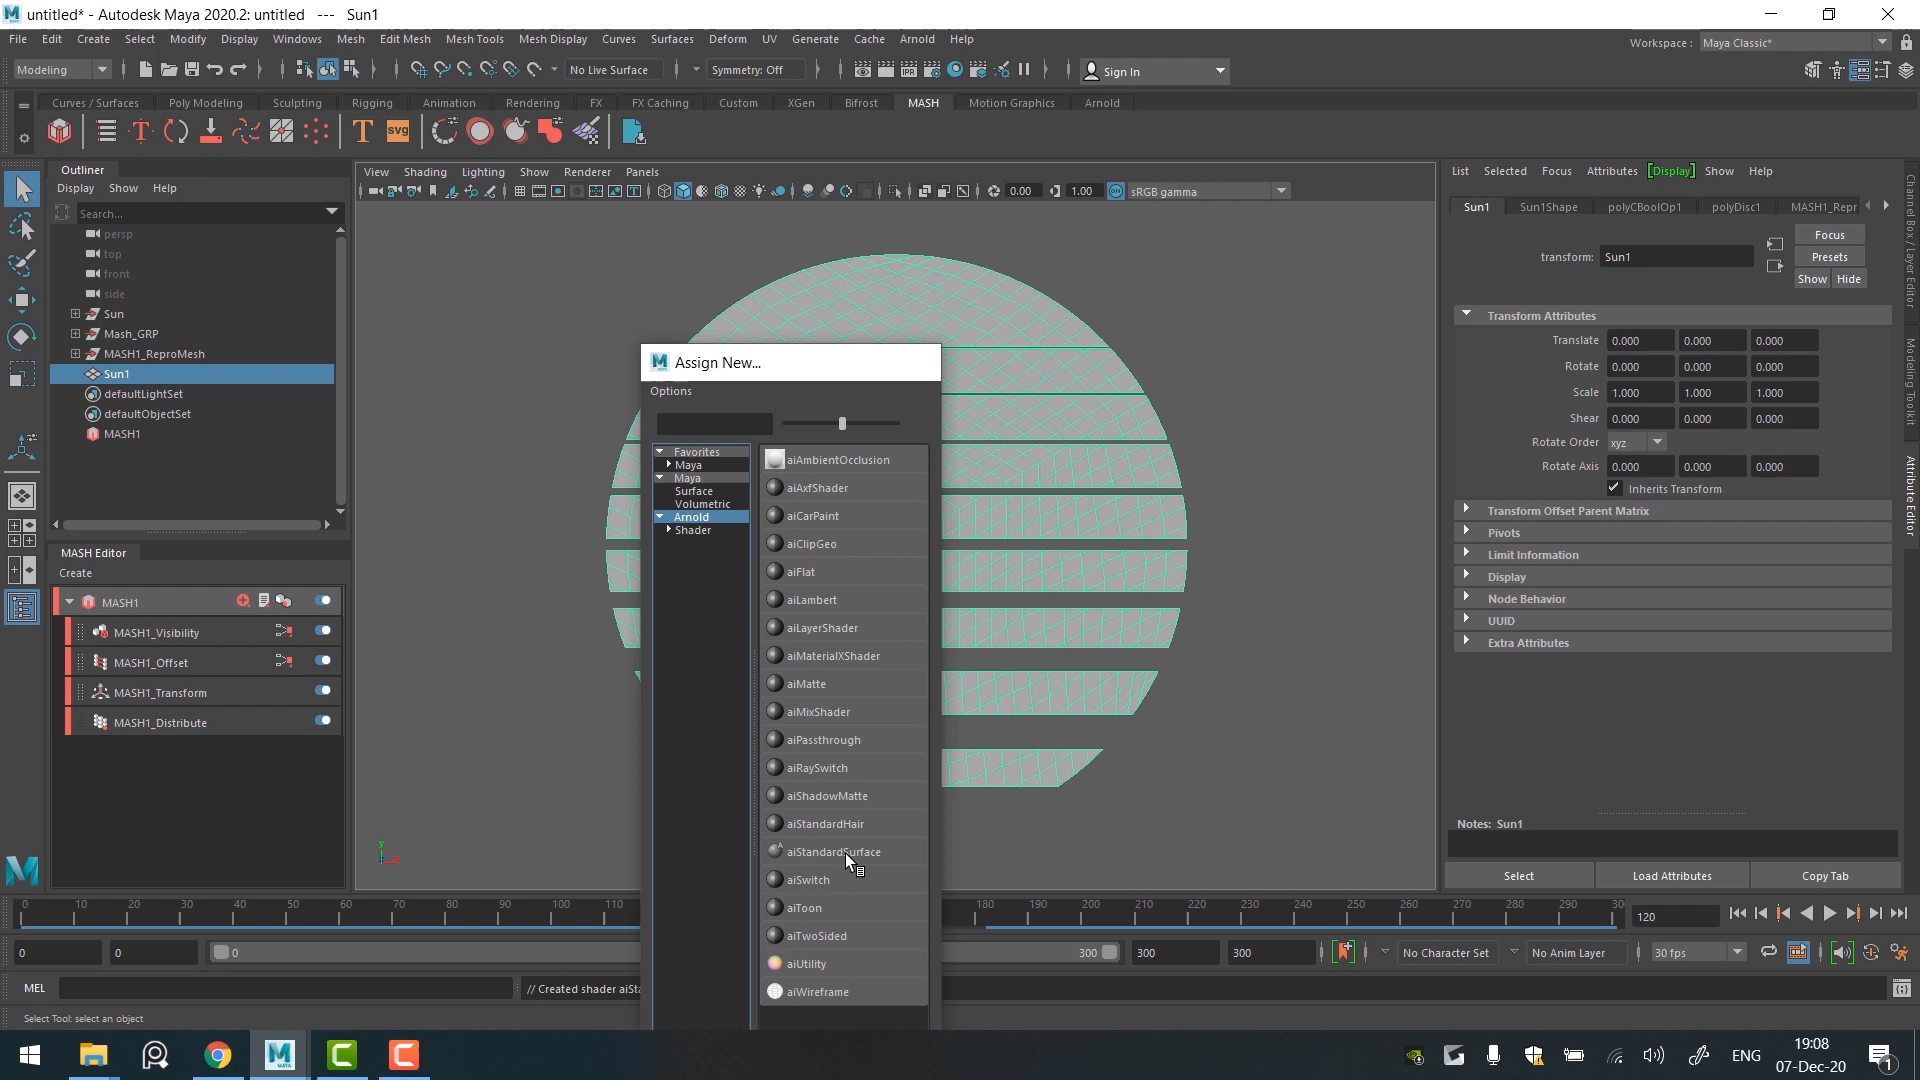 untitled* - Autodesk Maya 2020.2: untitled   ---   Sun1
File Edit Create Select Modify Display Windows Mesh Edit Mesh Mesh Tools Mesh Display Curves Surfaces Deform UV Generate Cache Arnold Help
Workspace : Maya Classic*
Modeling No Live Surface Symmetry: Off Sign In
Curves / Surfaces Poly Modeling Sculpting Rigging Animation Rendering FX FX Caching Custom XGen Bifrost MASH Motion Graphics Arnold
Outliner
Display Show Help
Search...
persp
top
front
side
Sun
Mash_GRP
MASH1_ReproMesh
Sun1
defaultLightSet
defaultObjectSet
MASH1
MASH Editor
Create
MASH1
MASH1_Visibility
MASH1_Offset
MASH1_Transform
MASH1_Distribute
View Shading Lighting Show Renderer Panels
0.00 1.00 sRGB gamma
Assign New...
Options
Favorites
Maya
Maya
Surface
Volumetric
Arnold
Shader
aiAmbientOcclusion
aiAxfShader
aiCarPaint
aiClipGeo
aiFlat
aiLambert
aiLayerShader
aiMaterialXShader
aiMatte
aiMixShader
aiPassthrough
aiRaySwitch
aiShadowMatte
aiStandardHair
aiStandardSurface
aiSwitch
aiToon
aiTwoSided
aiUtility
aiWireframe
List Selected Focus Attributes [Display] Show Help
Sun1 Sun1Shape polyCBoolOp1 polyDisc1 MASH1_Repr
Focus
transform: Sun1
Presets
Show Hide
Transform Attributes
Translate 0.000 0.000 0.000
Rotate 0.000 0.000 0.000
Scale 1.000 1.000 1.000
Shear 0.000 0.000 0.000
Rotate Order xyz
Rotate Axis 0.000 0.000 0.000
Inherits Transform
Transform Offset Parent Matrix
Pivots
Limit Information
Display
Node Behavior
UUID
Extra Attributes
Notes: Sun1
Select Load Attributes Copy Tab
Channel Box / Layer Editor
Modeling Toolkit
Attribute Editor
0 10 20 30 40 50 60 70 80 90 100 110 180 190 200 210 220 230 240 250 260 270 280 290 30
120
0 0 0 300 300 300 No Character Set No Anim Layer 30 fps
MEL // Created shader aiSta
Select Tool: select an object
ENG 19:08
07-Dec-20
1